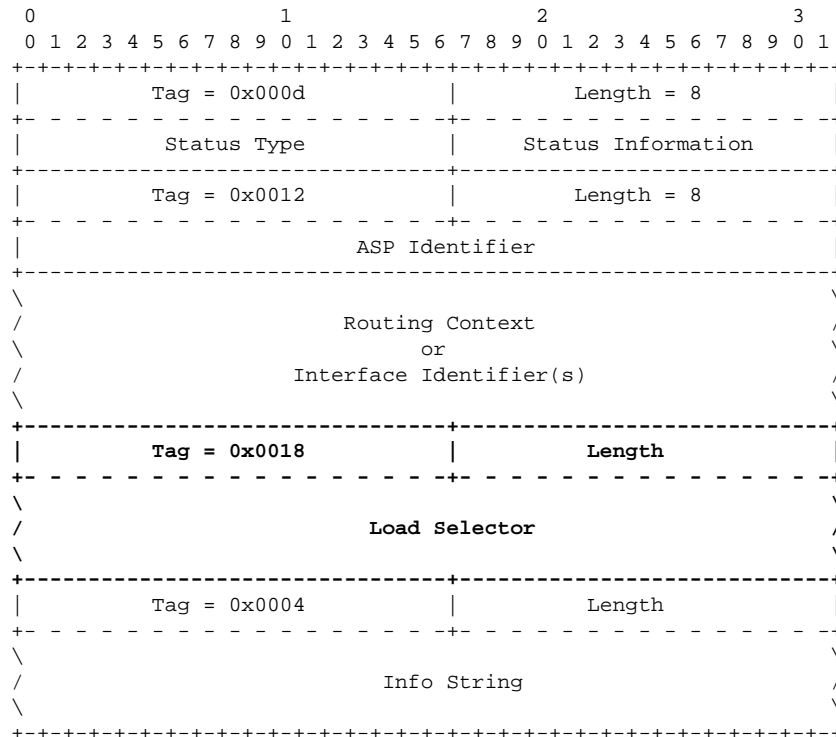 0                   1                   2                   3
 0 1 2 3 4 5 6 7 8 9 0 1 2 3 4 5 6 7 8 9 0 1 2 3 4 5 6 7 8 9 0 1
+-+-+-+-+-+-+-+-+-+-+-+-+-+-+-+-+-+-+-+-+-+-+-+-+-+-+-+-+-+-+-+-+
|          Tag = 0x000d           |         Length = 8          |
+- - - - - - - - - - - - - - - - -+- - - - - - - - - - - - - - -+
|           Status Type           |     Status Information      |
+---------------------------------+-----------------------------+
|          Tag = 0x0012           |         Length = 8          |
+- - - - - - - - - - - - - - - - -+- - - - - - - - - - - - - - -+
|                          ASP Identifier                       |
+---------------------------------------------------------------+
\                                                               \
/                         Routing Context                       /
\                               or                              \
/                     Interface Identifier(s)                   /
\                                                               \
+---------------------------------+-----------------------------+
|          Tag = 0x0018           |          Length             |
+- - - - - - - - - - - - - - - - -+- - - - - - - - - - - - - - -+
\                                                               \
/                           Load Selector                       /
\                                                               \
+---------------------------------+-----------------------------+
|          Tag = 0x0004           |          Length             |
+- - - - - - - - - - - - - - - - -+- - - - - - - - - - - - - - -+
\                                                               \
/                            Info String                        /
\                                                               \
+-+-+-+-+-+-+-+-+-+-+-+-+-+-+-+-+-+-+-+-+-+-+-+-+-+-+-+-+-+-+-+-+